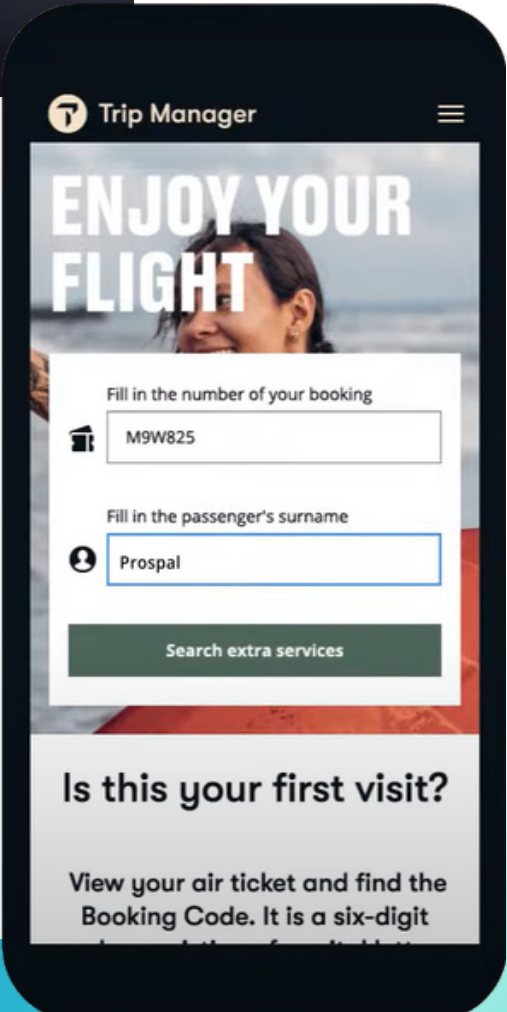 Trip Manager
ENJOY YOUR
FLIGHT
Fill in the number of your booking
M9W825
Fill in the passenger's surname
Prospal
Search extra services
Is this your first visit?
View your air ticket and find the
Booking Code. It is a six-digit